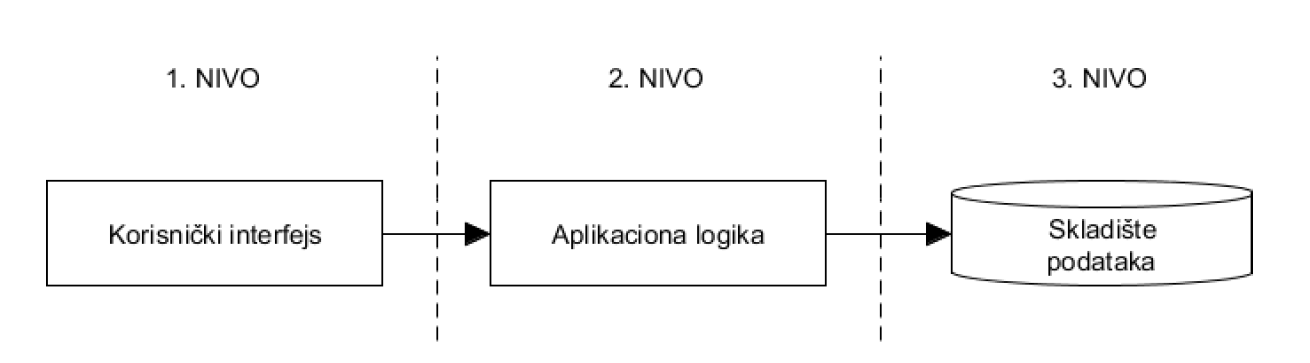 1. NIVO
2. NIVO
3. NIVO
Korisnički interfejs
Aplikaciona logika
Skladište
podataka